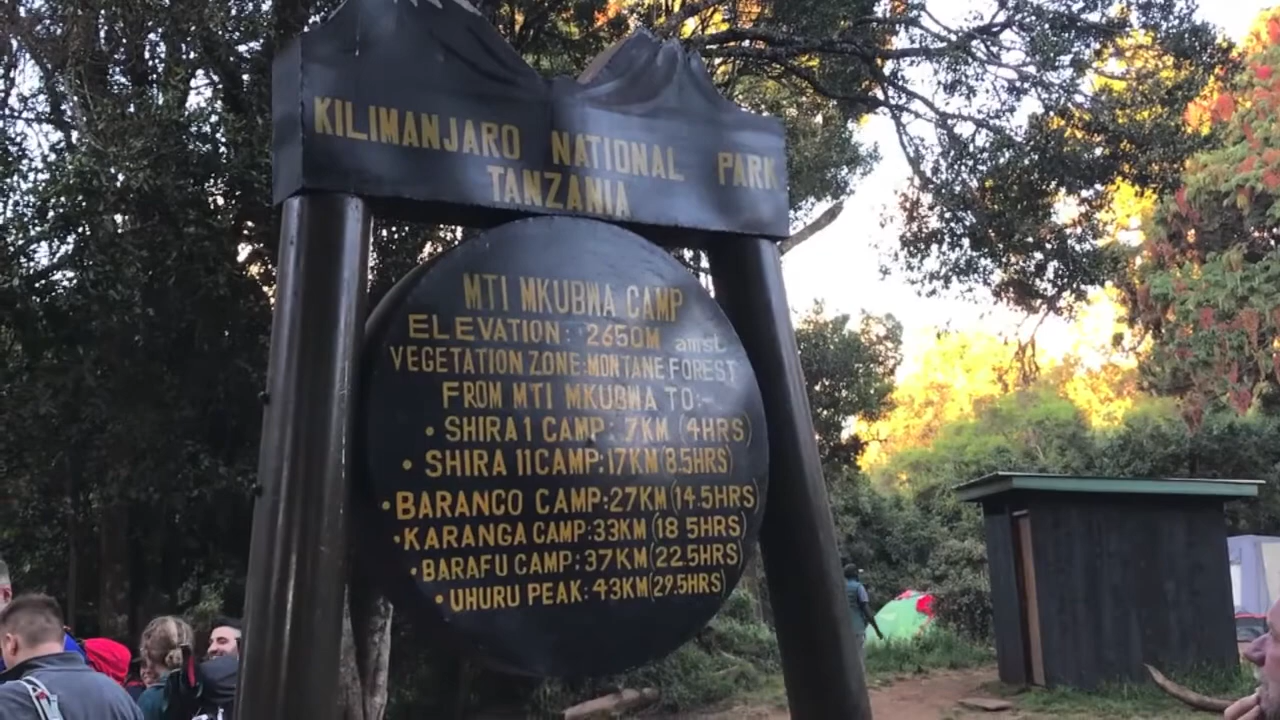 KILIMANJARO NATIONAL PARK
TANZANIA
MTI MKUBWA CAMP
ELEVATION: 2650M amsl
VEGETATION ZONE:MONTANE FOREST
FROM MTI MKUBWA TO:-
• SHIRA 1 CAMP: 7KM (4HRS)
• SHIRA 11 CAMP:17KM(8.5HRS)
• BARANCO CAMP:27KM(14.5HRS)
• KARANGA CAMP:33KM(18 5HRS)
• BARAFU CAMP:37KM(22.5HRS)
• UHURU PEAK: 43KM(29.5HRS)